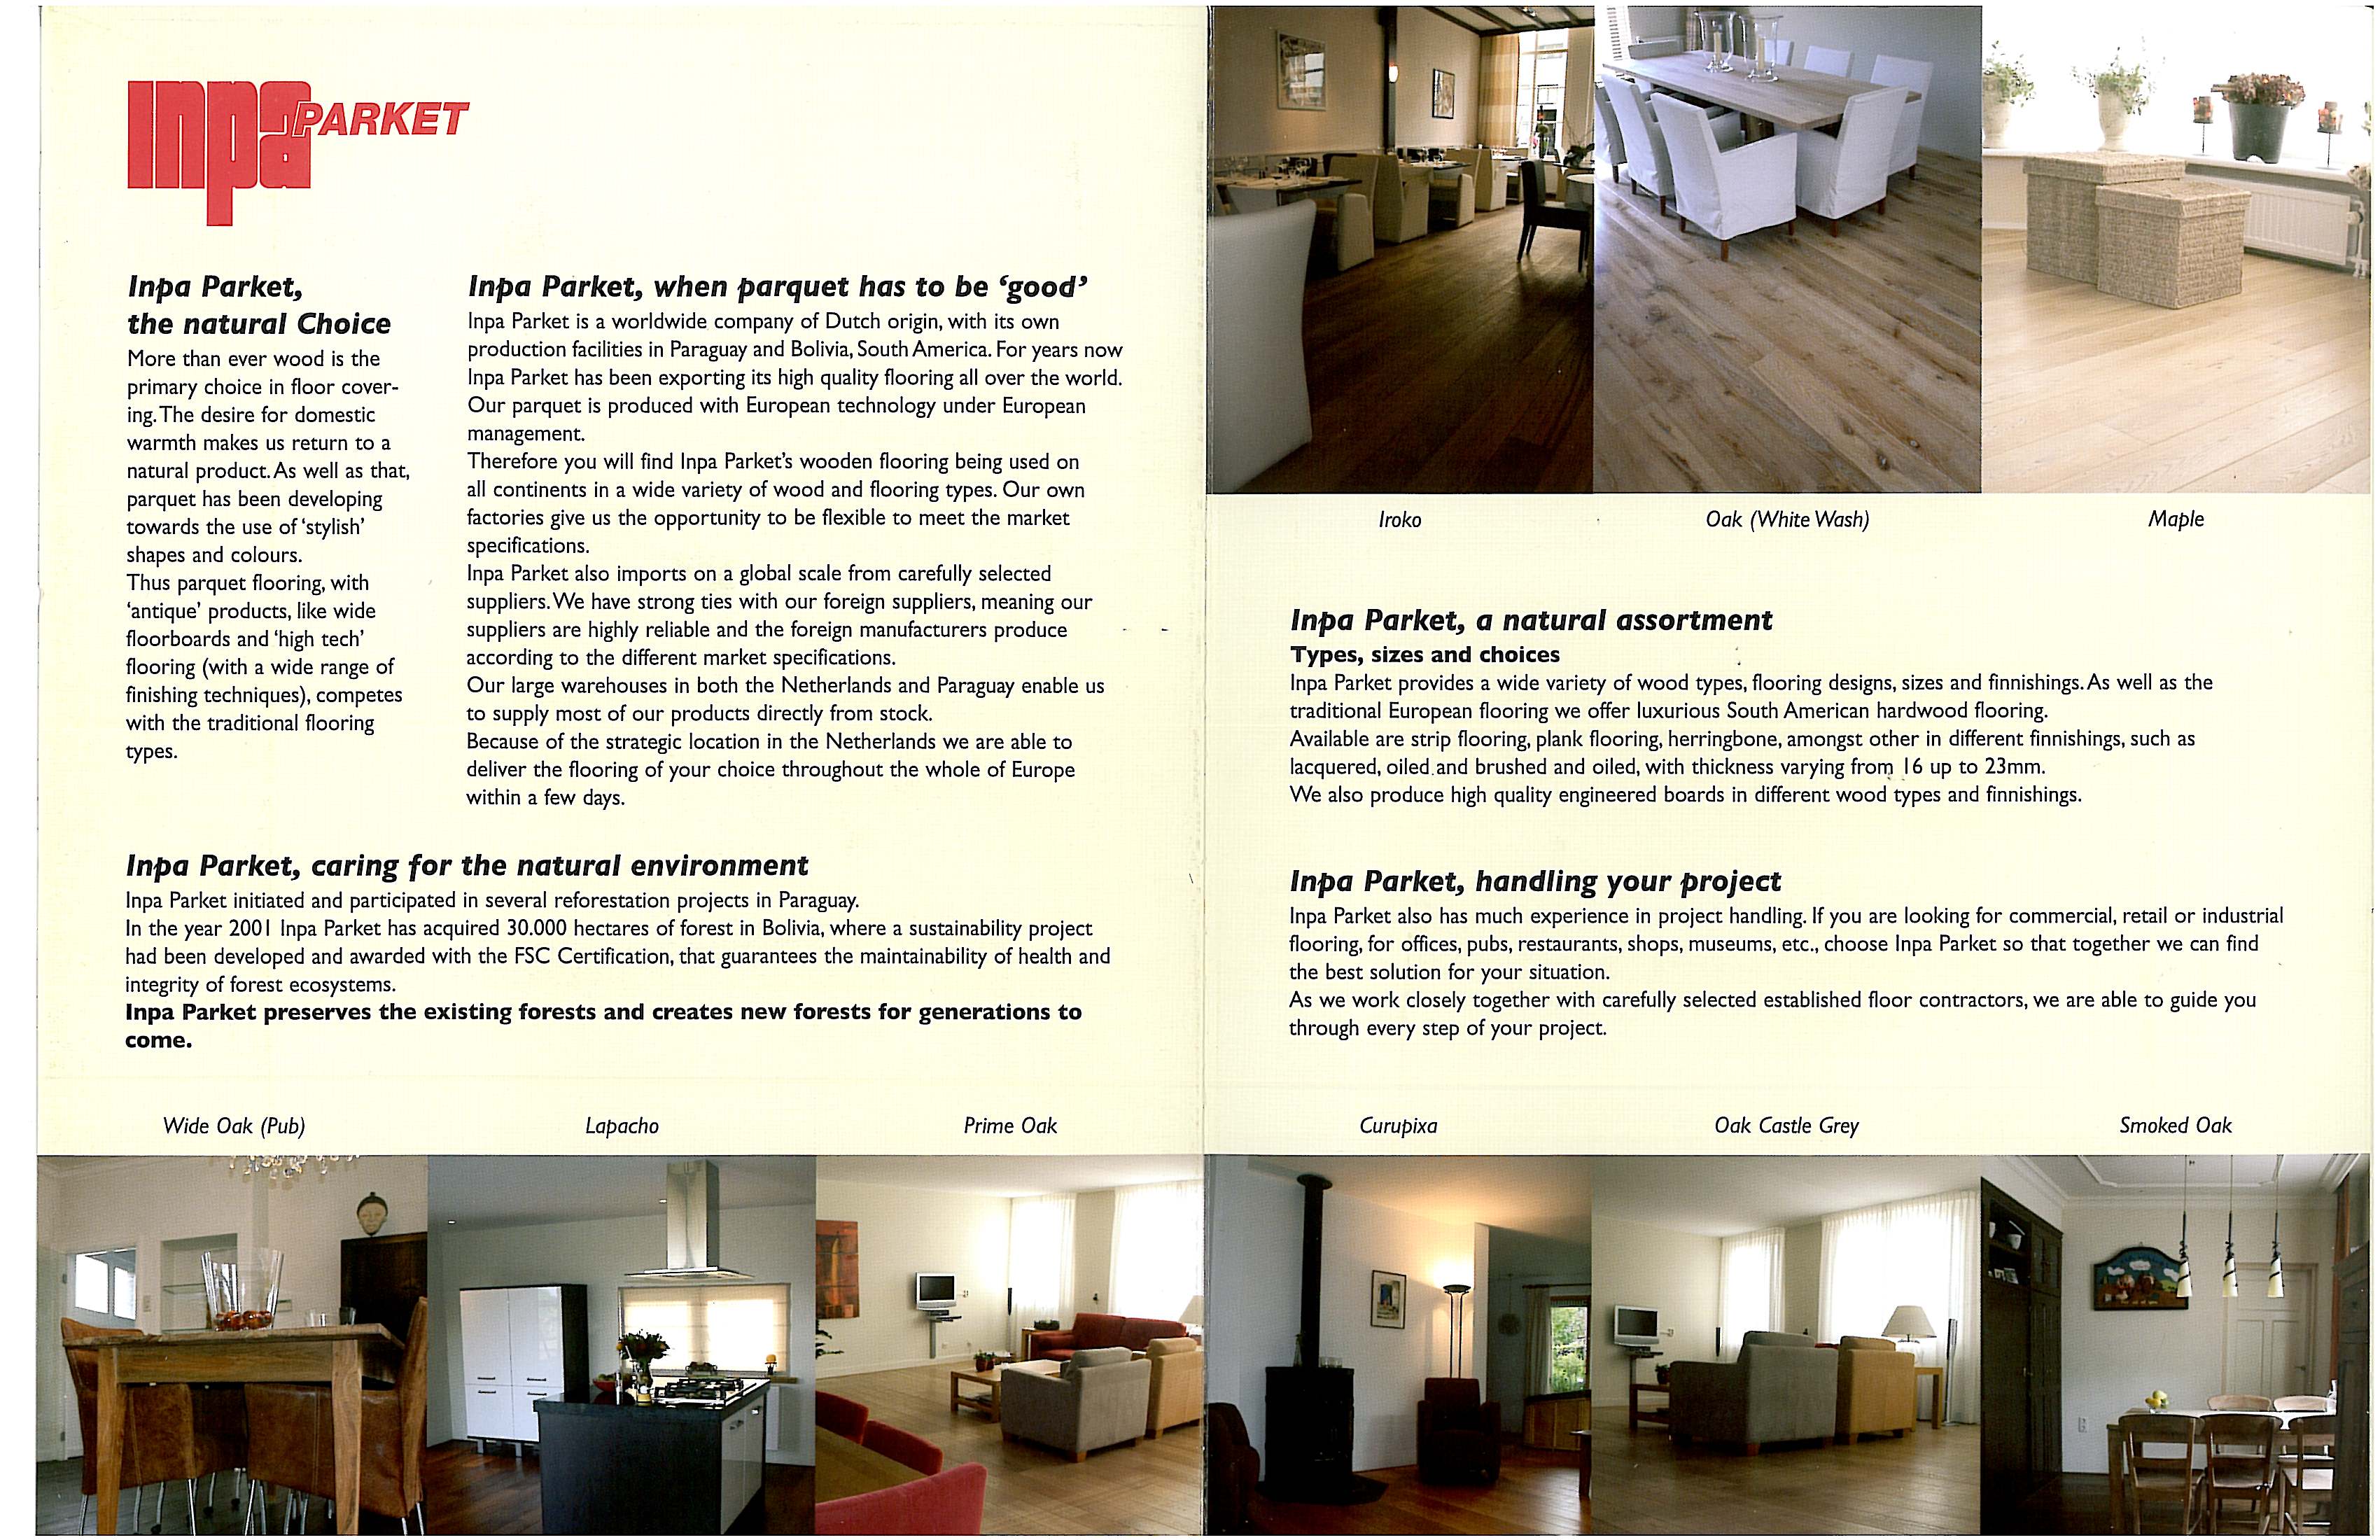 Inpa PARKET
Inpa Parket,
the natural Choice
More than ever wood is the
primary choice in floor cover-
ing. The desire for domestic
warmth makes us return to a
natural product. As well as that,
parquet has been developing
towards the use of 'stylish'
shapes and colours.
Thus parquet flooring, with
'antique' products, like wide
floorboards and 'high tech'
flooring (with a wide range of
finishing techniques), competes
with the traditional flooring
types.
Inpa Parket, when parquet has to be 'good'
Inpa Parket is a worldwide company of Dutch origin, with its own
production facilities in Paraguay and Bolivia, South America. For years now
Inpa Parket has been exporting its high quality flooring all over the world.
Our parquet is produced with European technology under European
management.
Therefore you will find Inpa Parket's wooden flooring being used on
all continents in a wide variety of wood and flooring types. Our own
factories give us the opportunity to be flexible to meet the market
specifications.
Inpa Parket also imports on a global scale from carefully selected
suppliers. We have strong ties with our foreign suppliers, meaning our
suppliers are highly reliable and the foreign manufacturers produce
according to the different market specifications.
Our large warehouses in both the Netherlands and Paraguay enable us
to supply most of our products directly from stock.
Because of the strategic location in the Netherlands we are able to
deliver the flooring of your choice throughout the whole of Europe
within a few days.
Inpa Parket, caring for the natural environment
Inpa Parket initiated and participated in several reforestation projects in Paraguay.
In the year 2001 Inpa Parket has acquired 30.000 hectares of forest in Bolivia, where a sustainability project
had been developed and awarded with the FSC Certification, that guarantees the maintainability of health and
integrity of forest ecosystems.
Inpa Parket preserves the existing forests and creates new forests for generations to
come.
Wide Oak (Pub)
Lapacho
Prime Oak
Iroko
Oak (White Wash)
Maple
Inpa Parket, a natural assortment
Types, sizes and choices
Inpa Parket provides a wide variety of wood types, flooring designs, sizes and finnishings. As well as the
traditional European flooring we offer luxurious South American hardwood flooring.
Available are strip flooring, plank flooring, herringbone, amongst other in different finnishings, such as
lacquered, oiled and brushed and oiled, with thickness varying from 16 up to 23mm.
We also produce high quality engineered boards in different wood types and finnishings.
Inpa Parket, handling your project
Inpa Parket also has much experience in project handling. If you are looking for commercial, retail or industrial
flooring, for offices, pubs, restaurants, shops, museums, etc., choose Inpa Parket so that together we can find
the best solution for your situation.
As we work closely together with carefully selected established floor contractors, we are able to guide you
through every step of your project.
Curupixa
Oak Castle Grey
Smoked Oak